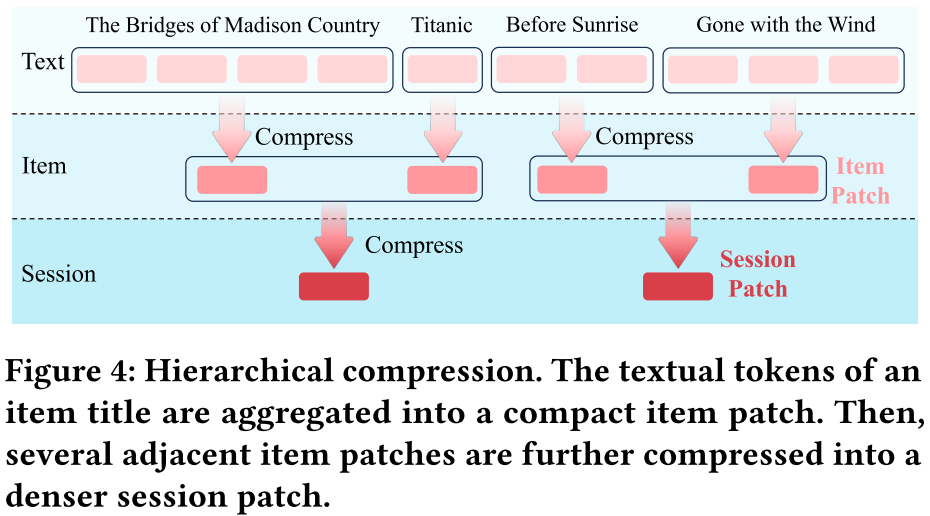 The Bridges of Madison Country Titanic Before Sunrise Gone with the Wind
Text
Compress Compress
Item Item
Patch
Compress
Session Session
Patch
Figure 4: Hierarchical compression. The textual tokens of an
item title are aggregated into a compact item patch. Then,
several adjacent item patches are further compressed into a
denser session patch.